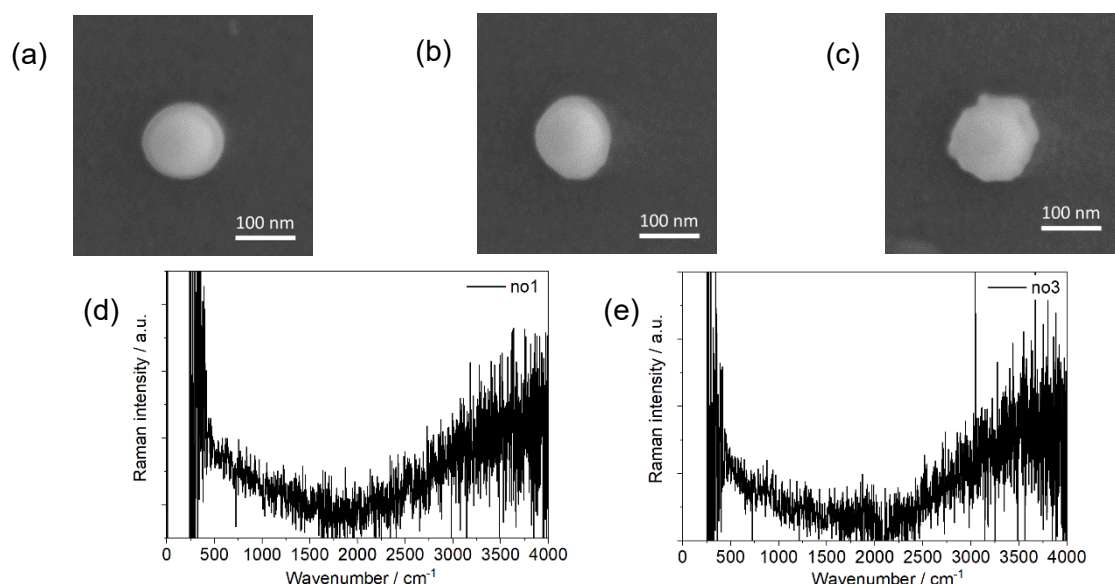 (a)
(b)
(c)
100 nm
100 nm
100 nm
(d)
no1
Raman intensity / a.u.
0 500 1000 1500 2000 2500 3000 3500 4000
Wavenumber / cm-1
(e)
no3
Raman intensity / a.u.
0 500 1000 1500 2000 2500 3000 3500 4000
Wavenumber / cm-1